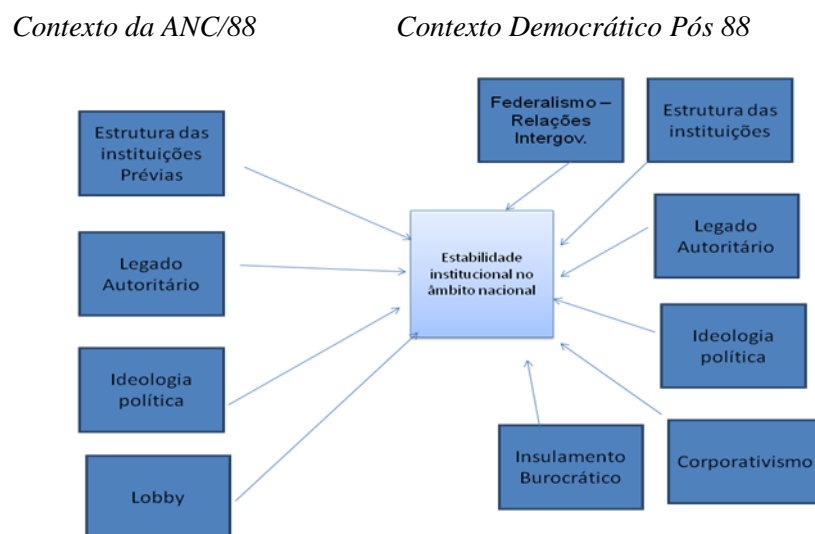 Contexto da ANC/88
Contexto Democrático Pós 88
Estrutura das
instituições
Prévias
Legado
Autoritário
Ideologia
política
Lobby
Estabilidade
institucional no
âmbito nacional
Federalismo –
Relações
Intergov.
Estrutura das
instituições
Legado
Autoritário
Ideologia
política
Corporativismo
Insulamento
Burocrático